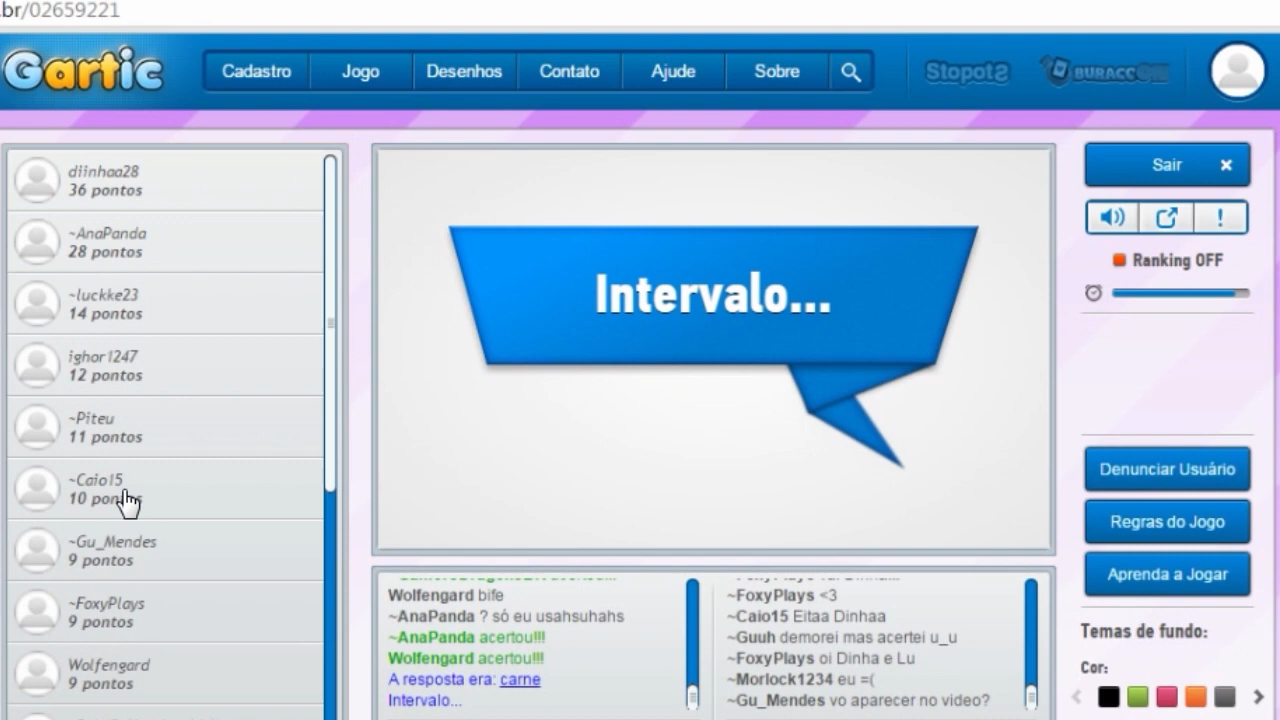 br/02659221
Gartic
Cadastro
Jogo
Desenhos
Contato
Ajude
Sobre
StopotS
diinhaa28
36 pontos
~AnaPanda
28 pontos
~luckke23
14 pontos
ighor1247
12 pontos
~Piteu
11 pontos
~Caio15
10 pontos
~Gu_Mendes
9 pontos
~FoxyPlays
9 pontos
Wolfengard
9 pontos
Intervalo...
Wolfengard bife
~AnaPanda ? só eu usahsuhahs
~AnaPanda acertou!!!
Wolfengard acertou!!!
A resposta era: carne
Intervalo...
~FoxyPlays <3
~Caio15 Eitaa Dinhaa
~Guuh demorei mas acertei u_u
~FoxyPlays oi Dinha e Lu
~Morlock1234 eu =(
~Gu_Mendes vo aparecer no video?
Sair ×
!
Ranking OFF
Denunciar Usuário
Regras do Jogo
Aprenda a Jogar
Temas de fundo:
Cor: